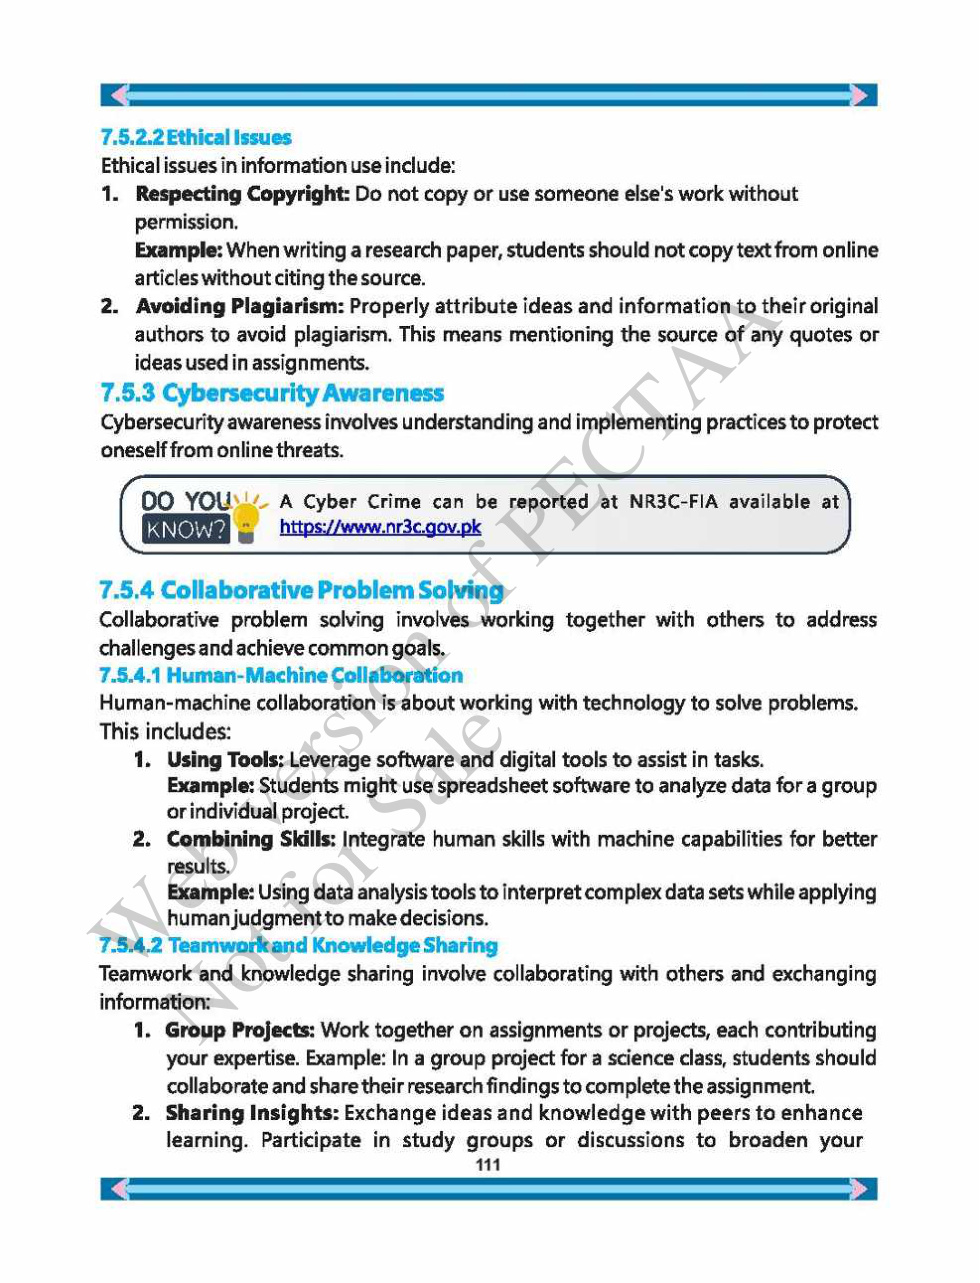 7.5.2.2 Ethical Issues
Ethical issues in information use include:
1. Respecting Copyright: Do not copy or use someone else's work without
permission.
Example: When writing a research paper, students should not copy text from online
articles without citing the source.
2. Avoiding Plagiarism: Properly attribute ideas and information to their original
authors to avoid plagiarism. This means mentioning the source of any quotes or
ideas used in assignments.
7.5.3 Cybersecurity Awareness
Cybersecurity awareness involves understanding and implementing practices to protect
oneself from online threats.
DO YOU
KNOW?
A Cyber Crime can be reported at NR3C-FIA available at
https://www.nr3c.gov.pk
7.5.4 Collaborative Problem Solving
Collaborative problem solving involves working together with others to address
challenges and achieve common goals.
7.5.4.1 Human-Machine Collaboration
Human-machine collaboration is about working with technology to solve problems.
This includes:
1. Using Tools: Leverage software and digital tools to assist in tasks.
Example: Students might use spreadsheet software to analyze data for a group
or individual project.
2. Combining Skills: Integrate human skills with machine capabilities for better
results.
Example: Using data analysis tools to interpret complex data sets while applying
human judgment to make decisions.
7.5.4.2 Teamwork and Knowledge Sharing
Teamwork and knowledge sharing involve collaborating with others and exchanging
information:
1. Group Projects: Work together on assignments or projects, each contributing
your expertise. Example: In a group project for a science class, students should
collaborate and share their research findings to complete the assignment.
2. Sharing Insights: Exchange ideas and knowledge with peers to enhance
learning. Participate in study groups or discussions to broaden your
111
Web version of PECTAA
Not for Sale